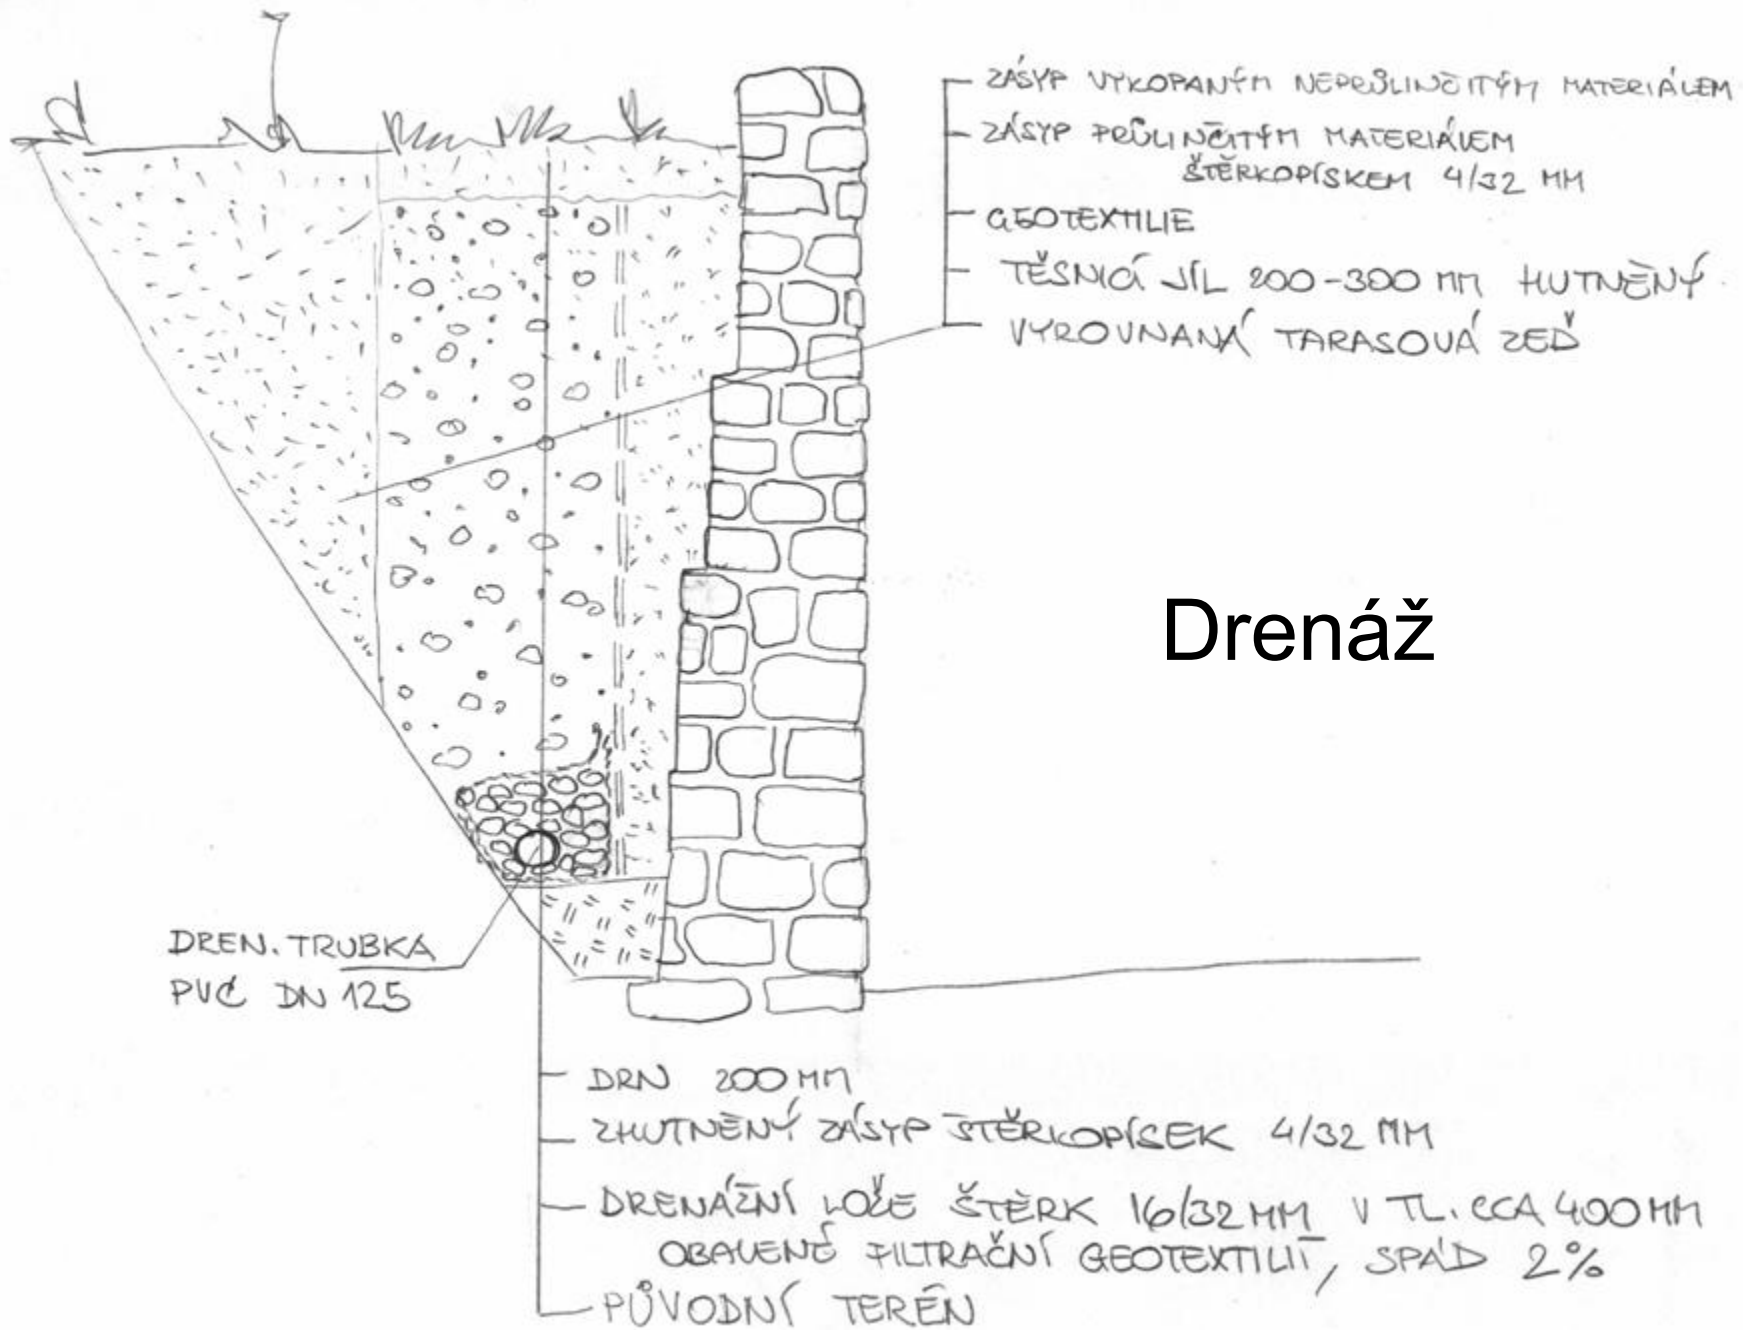 ZÁSYP VYKOPANÝM NEPRŮLINČITÝM MATERIÁLEM
ZÁSYP PRŮLINČITÝM MATERIÁLEM
ŠTĚRKOPÍSKEM 4/32 MM
GEOTEXTILIE
TĚSNICÍ JÍL 200-300 MM HUTNĚNÝ
VYROVNANÁ TARASOVÁ ZEĎ
Drenáž
DREN. TRUBKA
PVC DN 125
DRN 200 MM
ZHUTNĚNÝ ZÁSYP ŠTĚRKOPÍSEK 4/32 MM
DRENÁŽNÍ LOŽE ŠTĚRK 16/32 MM V TL. CCA 400 MM
OBALENÉ FILTRAČNÍ GEOTEXTILIÍ, SPÁD 2%
PŮVODNÍ TERÉN